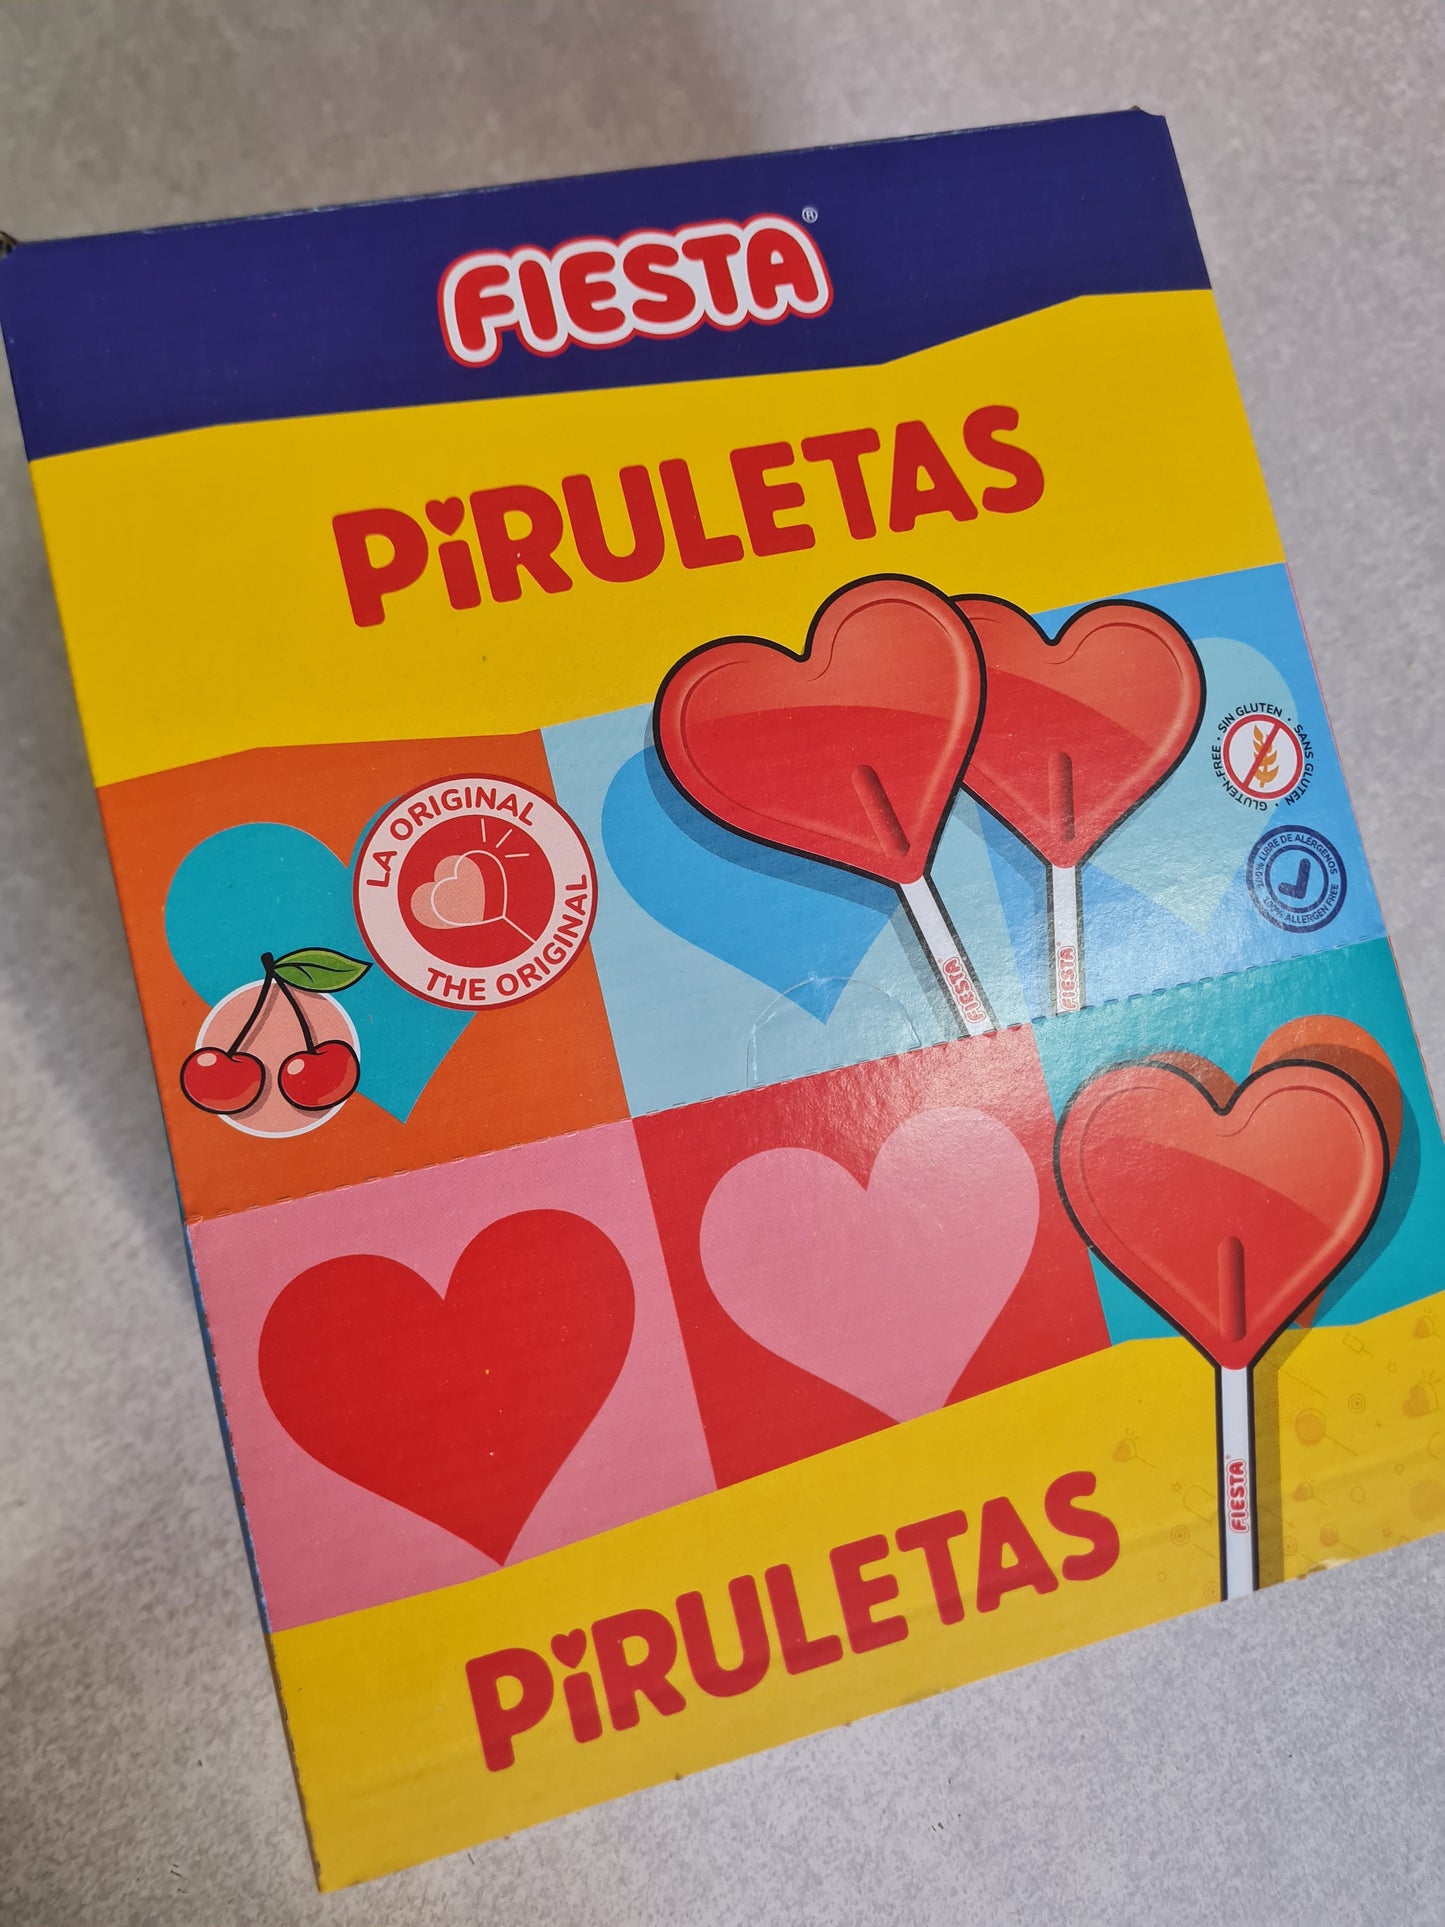 FIESTA®
PIRULETAS
LA ORIGINAL
THE ORIGINAL
SIN GLUTEN · SANS GLUTEN · GLUTEN-FREE ·
100% LIBRE DE ALÉRGENOS
100% ALLERGEN FREE
FIESTA
FIESTA
FIESTA
PIRULETAS